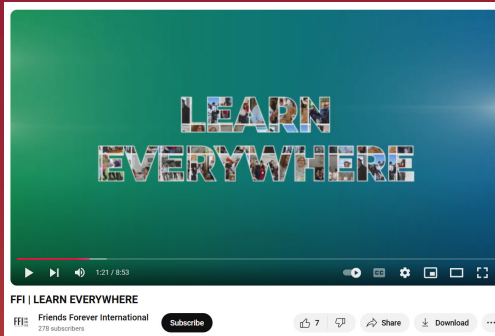 LEARN
EVERYWHERE
1:21 / 8:53
CC
FFI | LEARN EVERYWHERE
FFI
Friends Forever International
278 subscribers
Subscribe
7
Share
Download